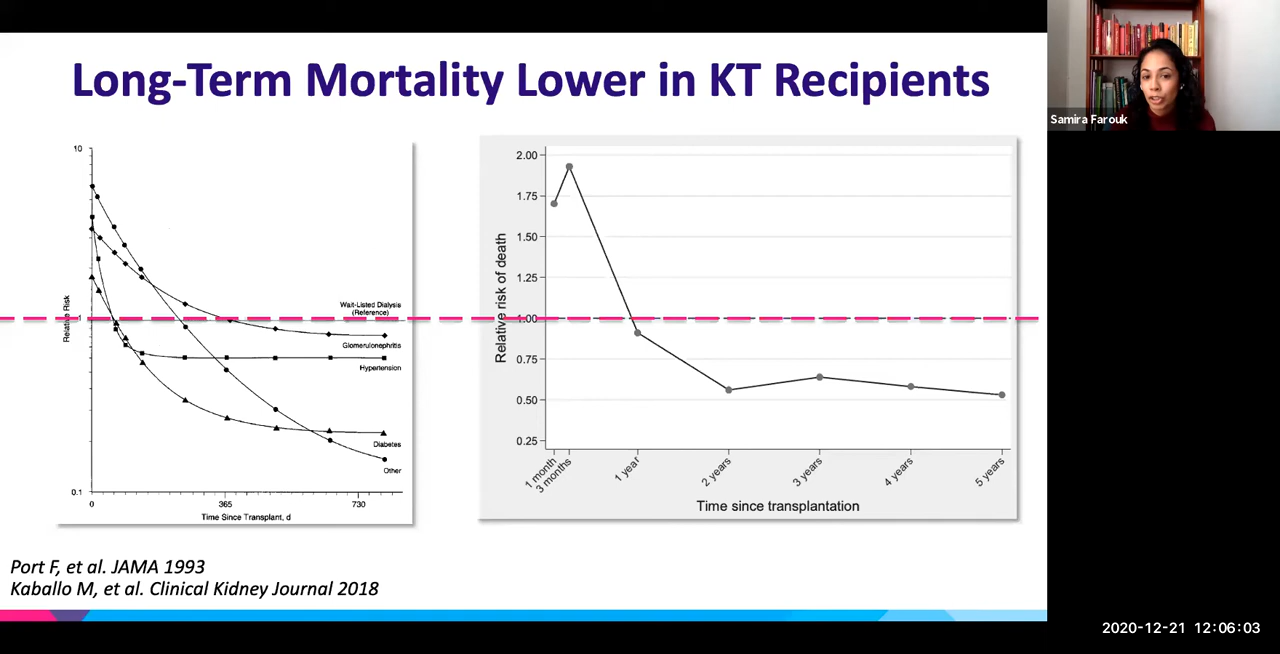 Long-Term Mortality Lower in KT Recipients
Samira Farouk
10
1
0.1
Relative Risk
Wait-Listed Dialysis
(Reference)
Glomerulonephritis
Hypertension
Diabetes
Other
0
365
730
Time Since Transplant, d
2.00
1.75
1.50
1.25
1.00
0.75
0.50
0.25
Relative risk of death
1 month
3 months
1 year
2 years
3 years
4 years
5 years
Time since transplantation
Port F, et al. JAMA 1993
Kaballo M, et al. Clinical Kidney Journal 2018
2020-12-21 12:06:03